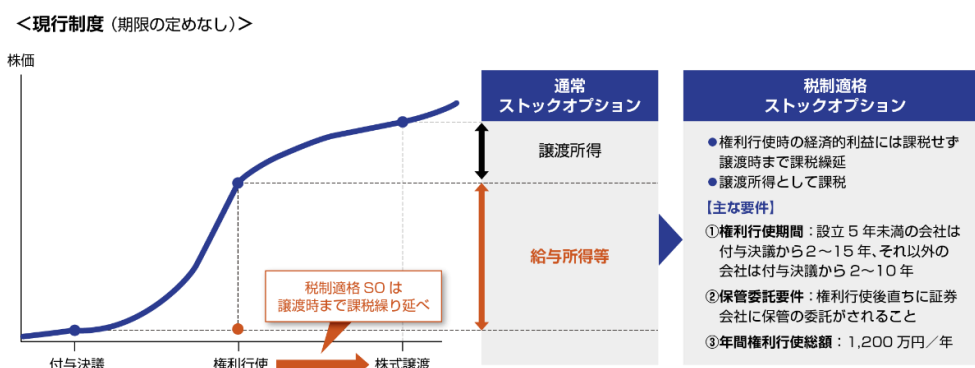 ＜現行制度（期限の定めなし）＞
株価
付与決議
権利行使
株式譲渡
税制適格 SO は
譲渡時まで課税繰り延べ
通常
ストックオプション
譲渡所得
給与所得等
税制適格
ストックオプション
●権利行使時の経済的利益には課税せず
譲渡時まで課税繰延
●譲渡所得として課税
【主な要件】
①権利行使期間：設立５年未満の会社は
付与決議から２～15 年、それ以外の
会社は付与決議から２～10 年
②保管委託要件：権利行使後直ちに証券
会社に保管の委託がされること
③年間権利行使総額：1,200 万円／年